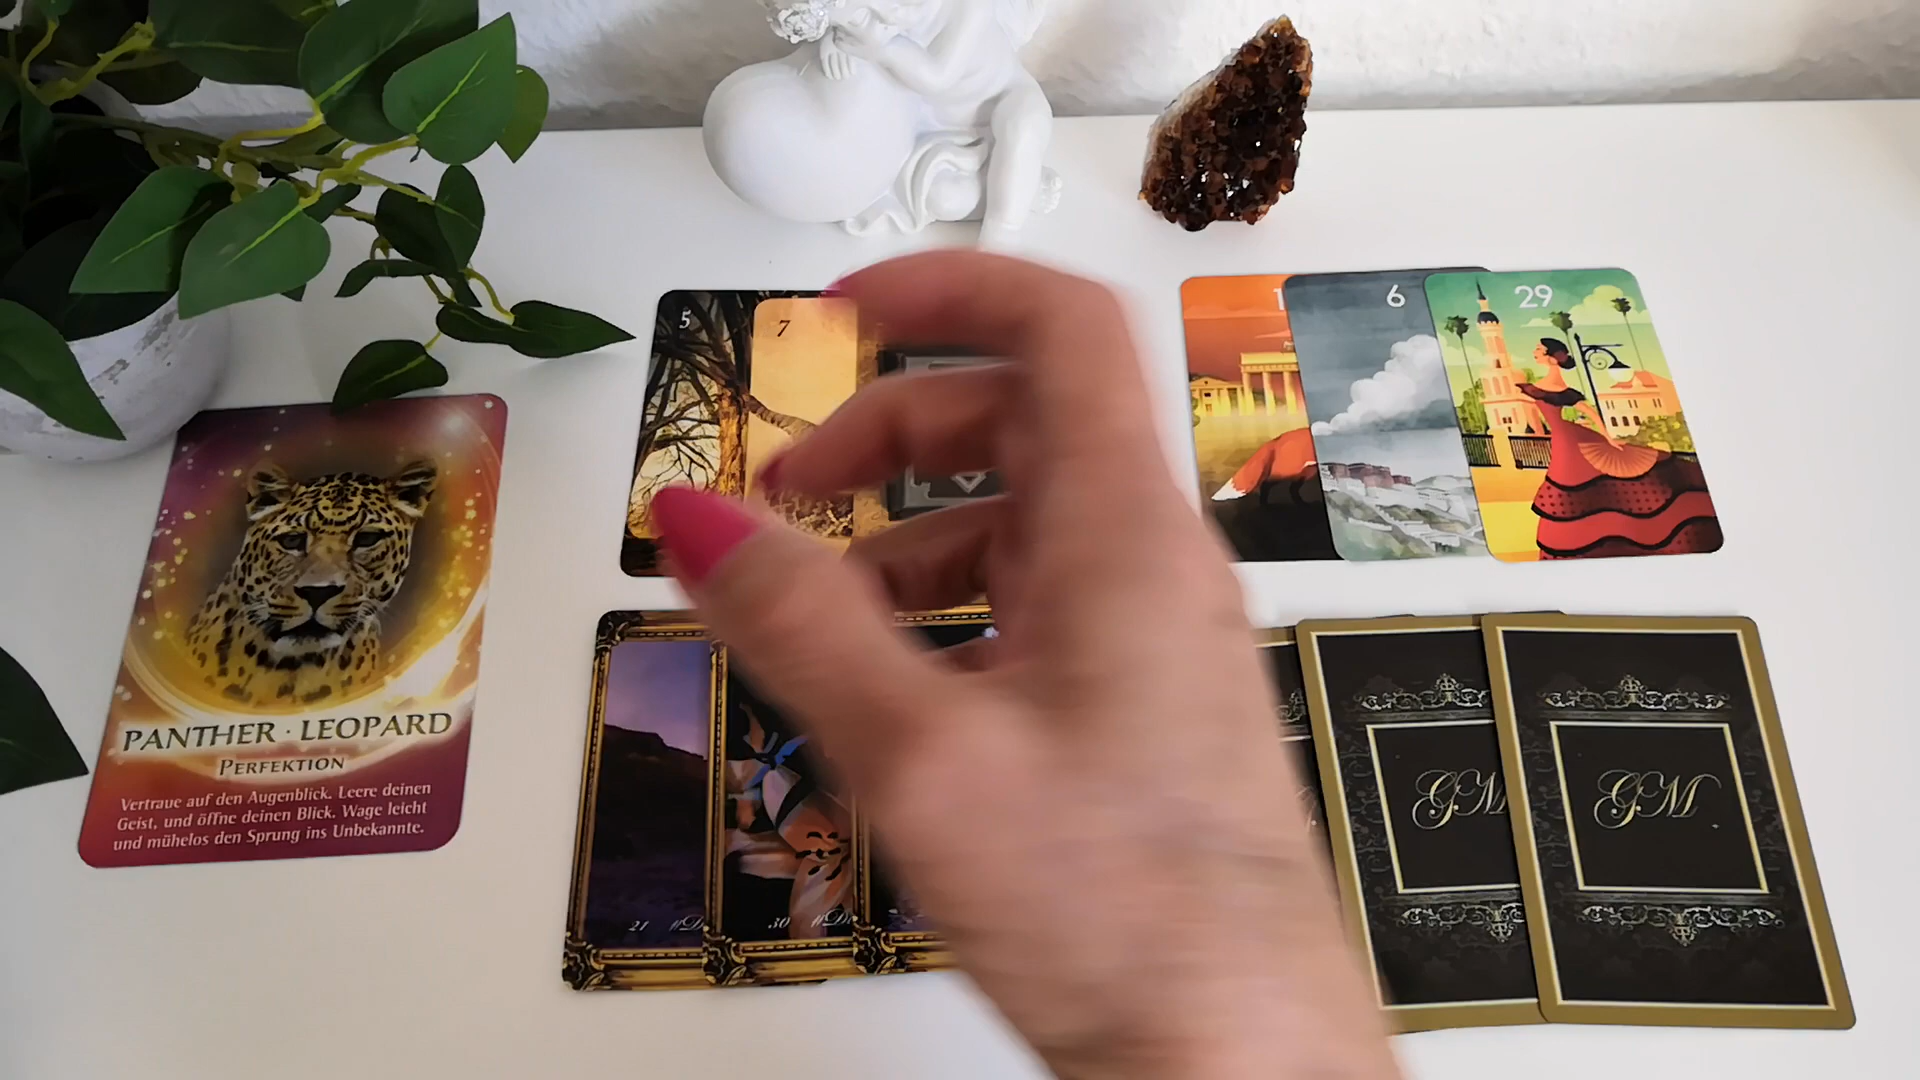 5
7
6
29
PANTHER · LEOPARD
PERFEKTION
Vertraue auf den Augenblick. Leere deinen
Geist, und öffne deinen Blick. Wage leicht
und mühelos den Sprung ins Unbekannte.
21
30
GM
GM